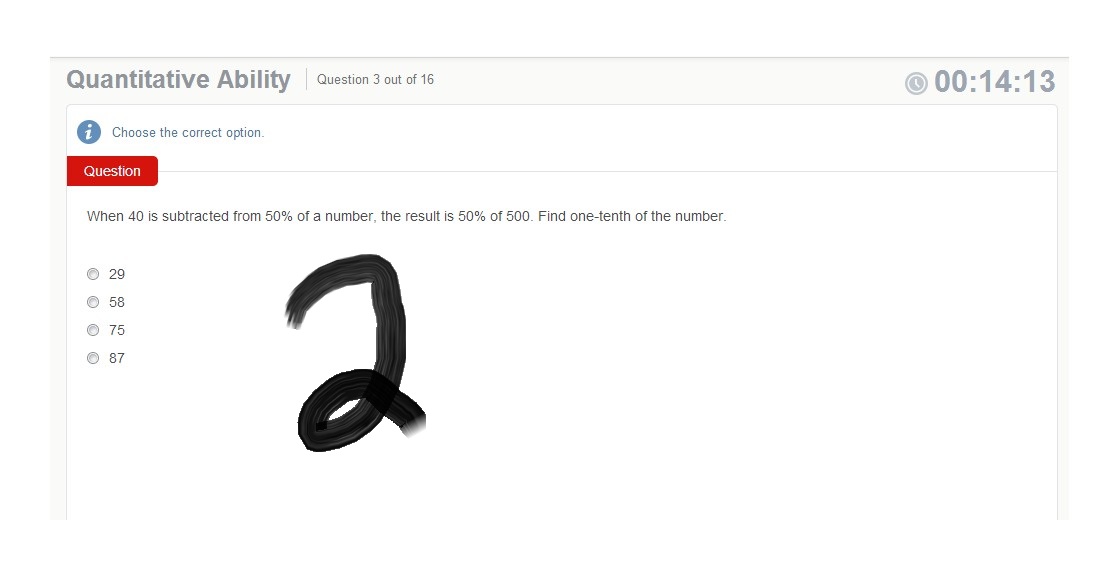 Quantitative Ability Question 3 out of 16 00:14:13
Choose the correct option.
Question
When 40 is subtracted from 50% of a number, the result is 50% of 500. Find one-tenth of the number.
29
58
75
87
2